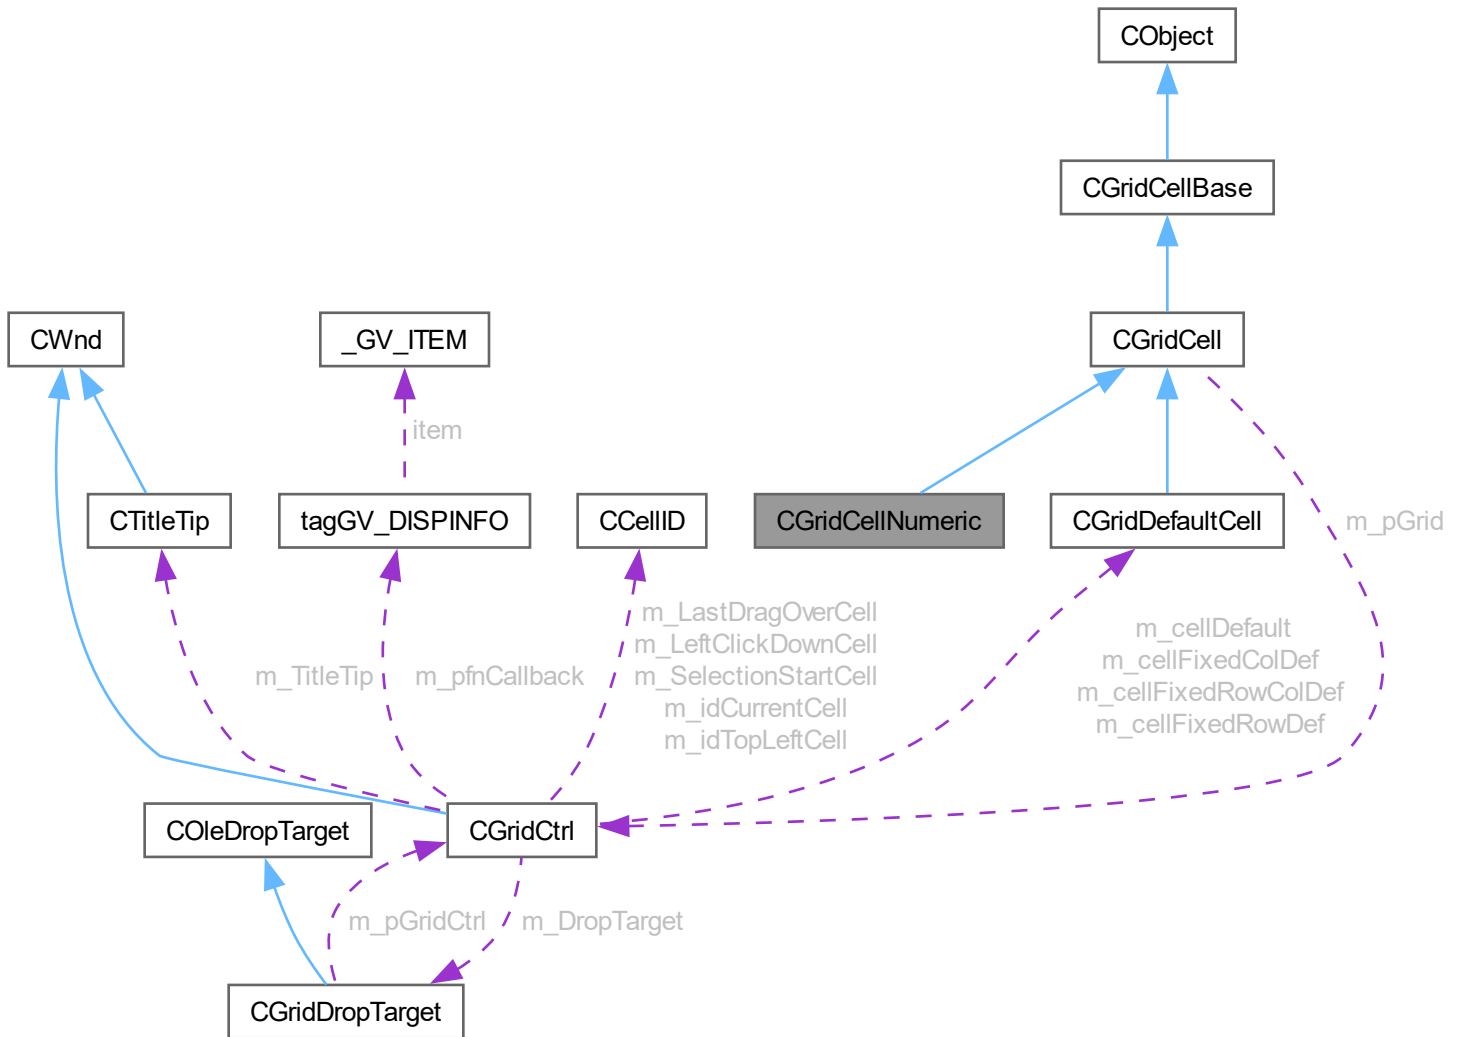 CObject
CGridCellBase
CWnd
_GV_ITEM
CGridCell
item
CTitleTip
tagGV_DISPINFO
CCellID
CGridCellNumeric
CGridDefaultCell
m_pGrid
m_TitleTip
m_pfnCallback
m_LastDragOverCell
m_LeftClickDownCell
m_SelectionStartCell
m_idCurrentCell
m_idTopLeftCell
m_cellDefault
m_cellFixedColDef
m_cellFixedRowColDef
m_cellFixedRowDef
COleDropTarget
CGridCtrl
m_pGridCtrl
m_DropTarget
CGridDropTarget